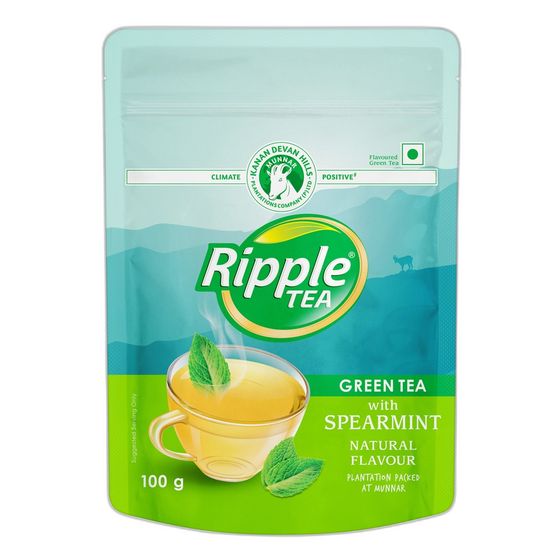 KANAN DEVAN HILLS
MUNNAR
PLANTATIONS COMPANY (P) LTD
CLIMATE POSITIVE#
Flavoured
Green Tea
Ripple®
TEA
GREEN TEA
with
SPEARMINT
NATURAL
FLAVOUR
PLANTATION PACKED
AT MUNNAR
Suggested Serving Only
100 g